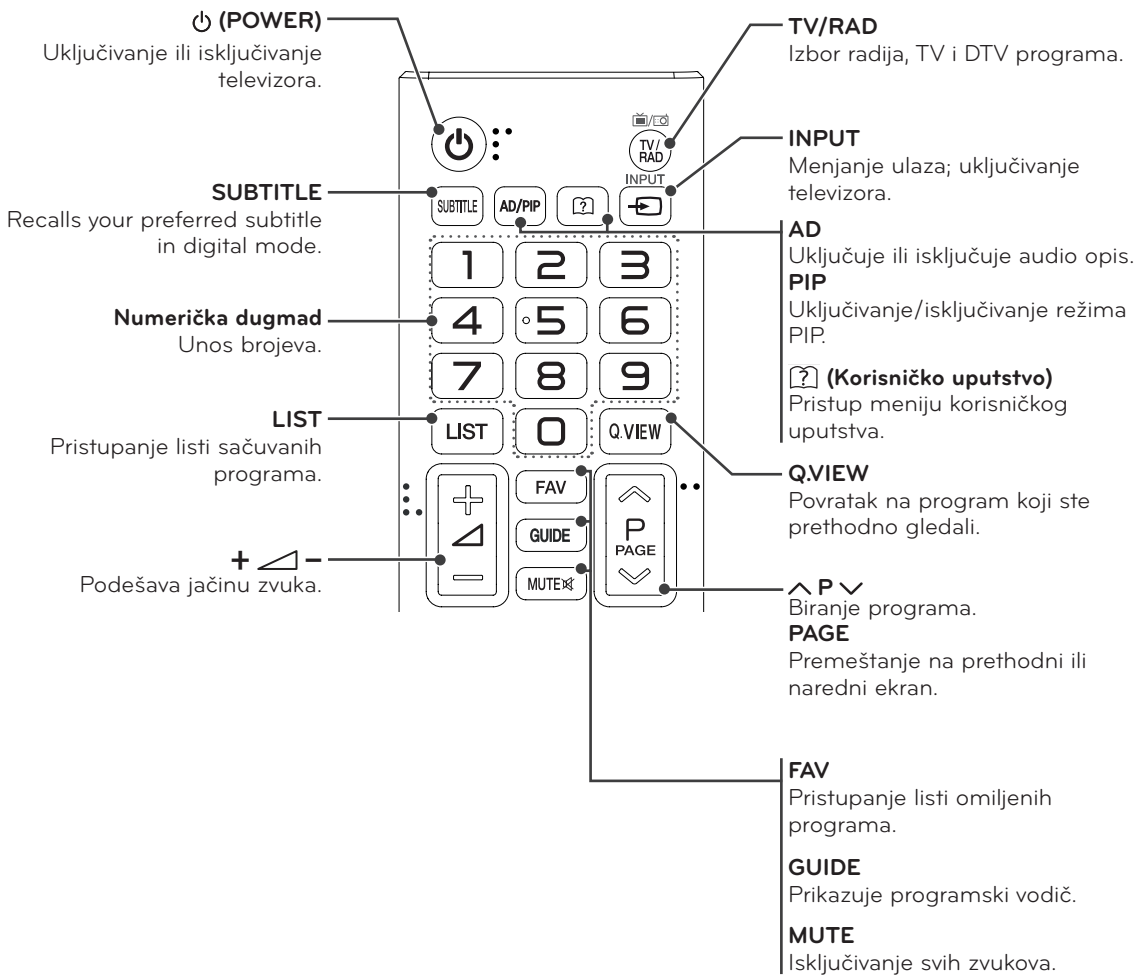 ⏻ (POWER)
Uključivanje ili isključivanje
televizora.
SUBTITLE
Recalls your preferred subtitle
in digital mode.
Numerička dugmad
Unos brojeva.
LIST
Pristupanje listi sačuvanih
programa.
+ ◿ −
Podešava jačinu zvuka.
TV/
RAD
INPUT
SUBTITLE AD/PIP ?
1 2 3
4 5 6
7 8 9
LIST 0 Q.VIEW
+ FAV
GUIDE P
PAGE
− MUTE
TV/RAD
Izbor radija, TV i DTV programa.
INPUT
Menjanje ulaza; uključivanje
televizora.
AD
Uključuje ili isključuje audio opis.
PIP
Uključivanje/isključivanje režima
PIP.
? (Korisničko uputstvo)
Pristup meniju korisničkog
uputstva.
Q.VIEW
Povratak na program koji ste
prethodno gledali.
︿ P ﹀
Biranje programa.
PAGE
Premeštanje na prethodni ili
naredni ekran.
FAV
Pristupanje listi omiljenih
programa.
GUIDE
Prikazuje programski vodič.
MUTE
Isključivanje svih zvukova.